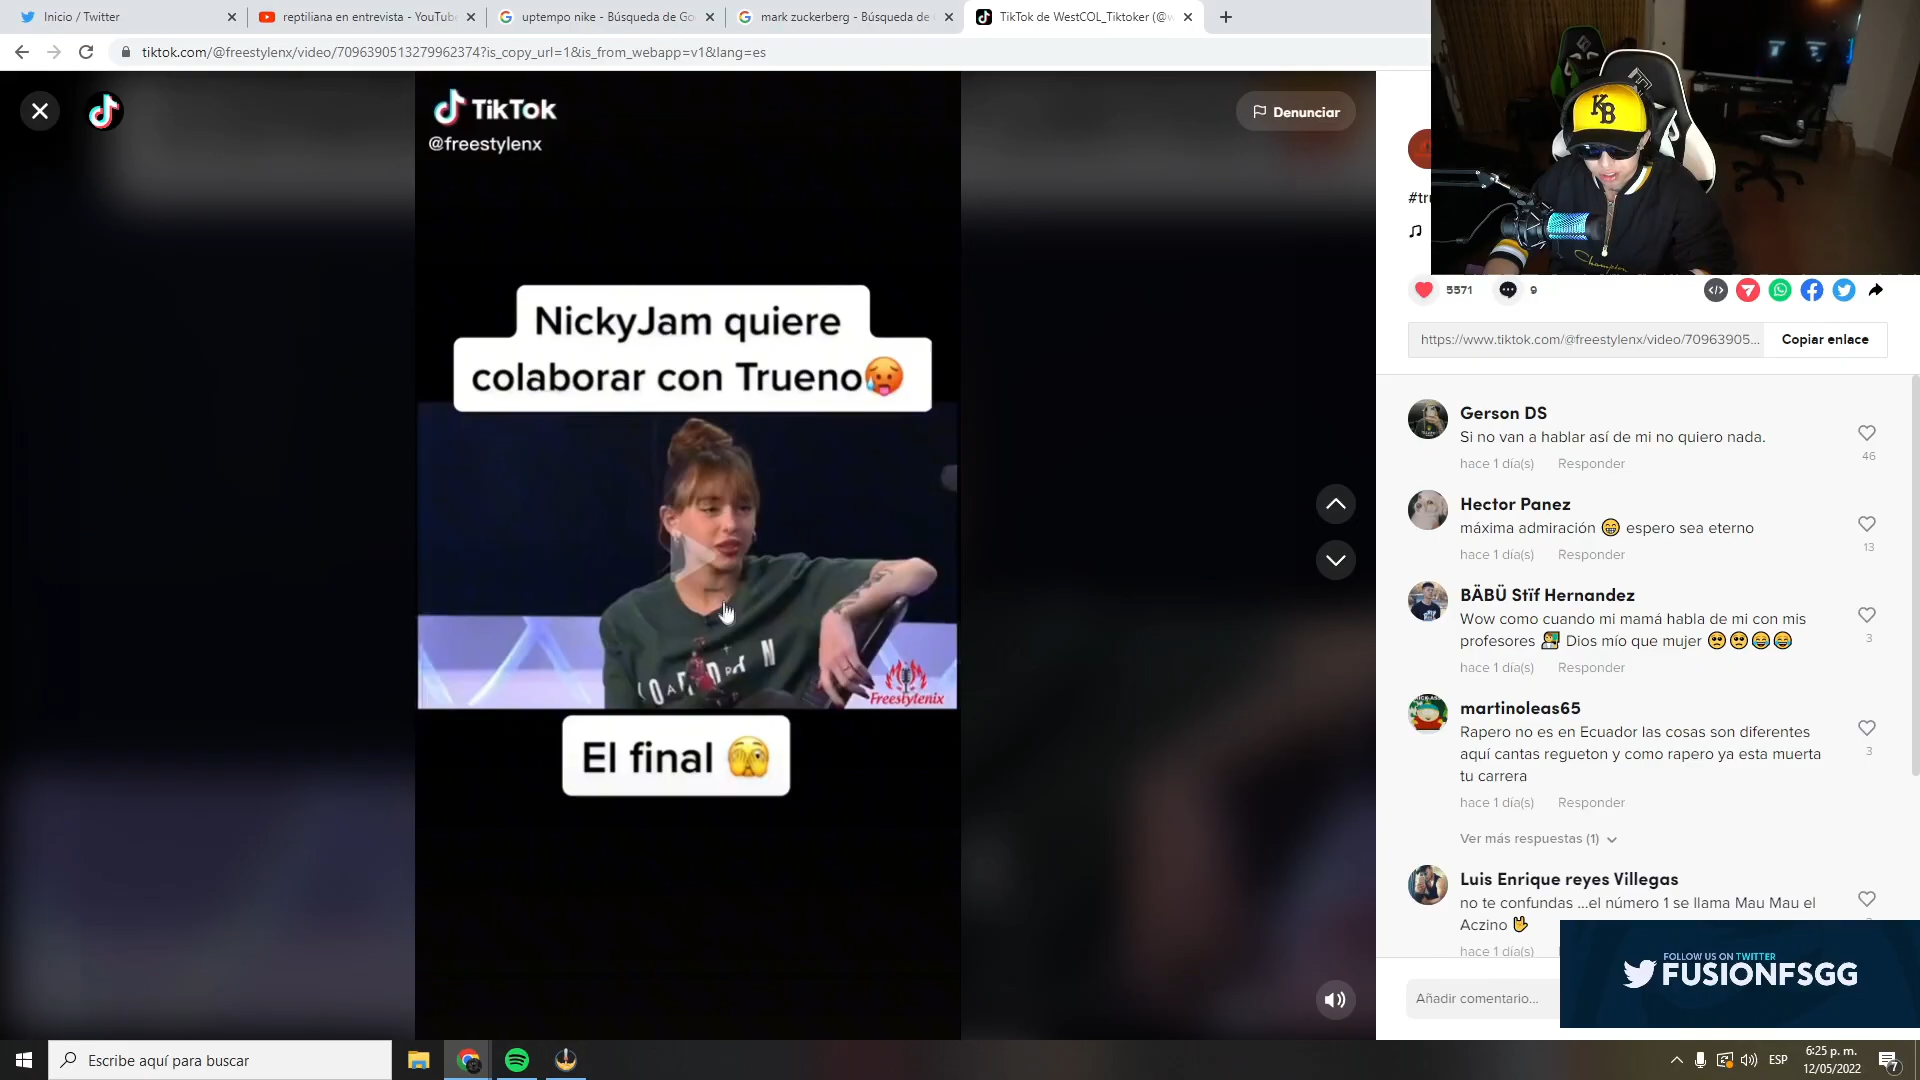 Inicio / Twitter
reptiliana en entrevista - YouTube
uptempo nike - Búsqueda de Go
mark zuckerberg - Búsqueda de
TikTok de WestCOL_Tiktoker (@w
tiktok.com/@freestylenx/video/7096390513279962374?is_copy_url=1&is_from_webapp=v1&lang=es
TikTok
@freestylenx
Denunciar
KB
Champion
#tru
NickyJam quiere
colaborar con Trueno🥵
Freestylenix
El final 🫣
5571
9
https://www.tiktok.com/@freestylenx/video/70963905...
Copiar enlace
Gerson DS
Si no van a hablar así de mi no quiero nada.
46
hace 1 día(s) Responder
Hector Panez
máxima admiración 😁 espero sea eterno
13
hace 1 día(s) Responder
BÄBÜ Stïf Hernandez
Wow como cuando mi mamá habla de mi con mis
profesores 👨‍🏫 Dios mío que mujer 🥺🥺😂😂
3
hace 1 día(s) Responder
martinoleas65
Rapero no es en Ecuador las cosas son diferentes
aquí cantas regueton y como rapero ya esta muerta
tu carrera
3
hace 1 día(s) Responder
Ver más respuestas (1)
Luis Enrique reyes Villegas
no te confundas ...el número 1 se llama Mau Mau el
Aczino 🤘
hace 1 día(s)
FOLLOW US ON TWITTER
FUSIONFSGG
Añadir comentario...
Escribe aquí para buscar
ESP
6:25 p. m.
12/05/2022
7